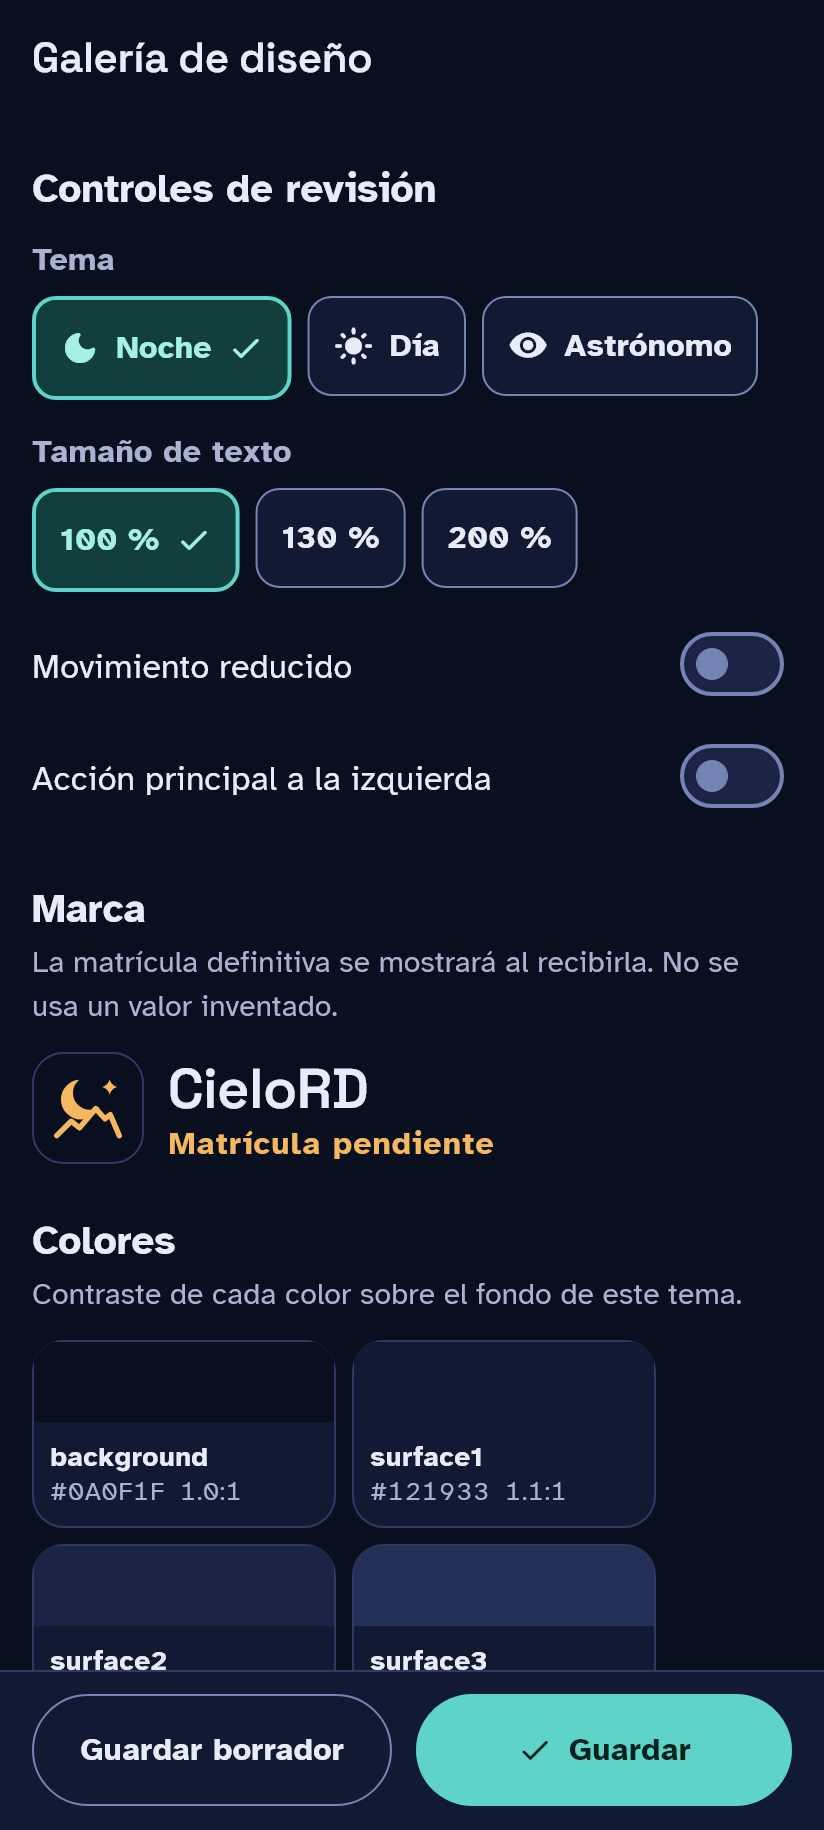 Galería de diseño
Controles de revisión
Tema
Noche
Día
Astrónomo
Tamaño de texto
100 %
130 %
200 %
Movimiento reducido
Acción principal a la izquierda
Marca
La matrícula definitiva se mostrará al recibirla. No se
usa un valor inventado.
CieloRD
Matrícula pendiente
Colores
Contraste de cada color sobre el fondo de este tema.
background
#0A0F1F 1.0:1
surface1
#121933 1.1:1
surface2
surface3
Guardar borrador
Guardar